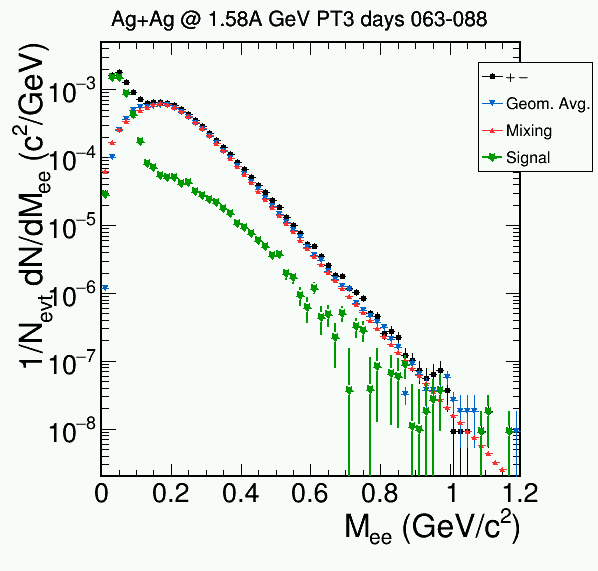 Ag+Ag @ 1.58A GeV PT3 days 063-088
1/N_evt dN/dM_ee (c²/GeV)
10⁻³
10⁻⁴
10⁻⁵
10⁻⁶
10⁻⁷
10⁻⁸
+ -
Geom. Avg.
Mixing
Signal
0 0.2 0.4 0.6 0.8 1 1.2
M_ee (GeV/c²)